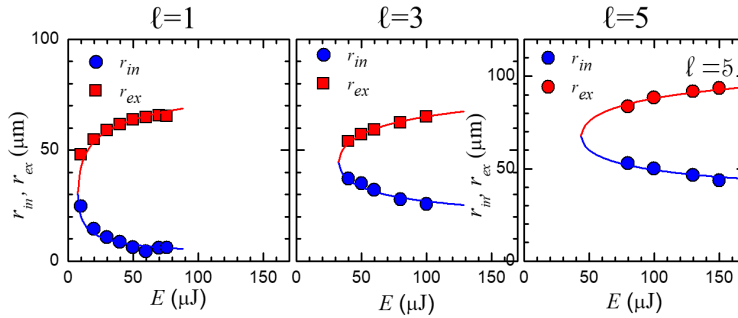 ℓ=1
ℓ=3
ℓ=5
100
50
0
r_in, r_ex (μm)
r_in
r_ex
0
50
100
150
E (μJ)
r_in
r_ex
0
50
100
150
E (μJ)
100
50
0
r_in, r_ex (μm)
r_in
r_ex
ℓ =5.
0
50
100
150
E (μJ)